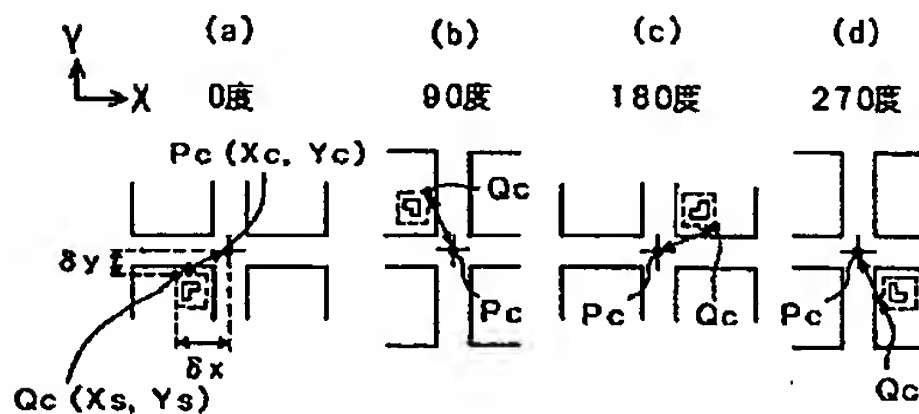 Y
X
(a)
(b)
(c)
(d)
0度
90度
180度
270度
Pc (Xc, Yc)
Qc
δy
Pc
Pc
Qc
Pc
δx
Qc (Xs, Ys)
Qc